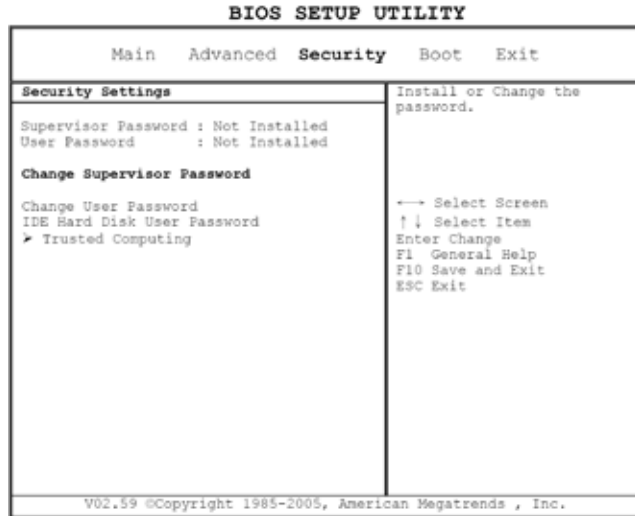 BIOS SETUP UTILITY
Main Advanced Security Boot Exit
Security Settings
Supervisor Password : Not Installed
User Password : Not Installed
Change Supervisor Password
Change User Password
IDE Hard Disk User Password
➤ Trusted Computing
Install or Change the
password.
←→ Select Screen
↑↓ Select Item
Enter Change
F1 General Help
F10 Save and Exit
ESC Exit
V02.59 ©Copyright 1985-2005, American Megatrends , Inc.